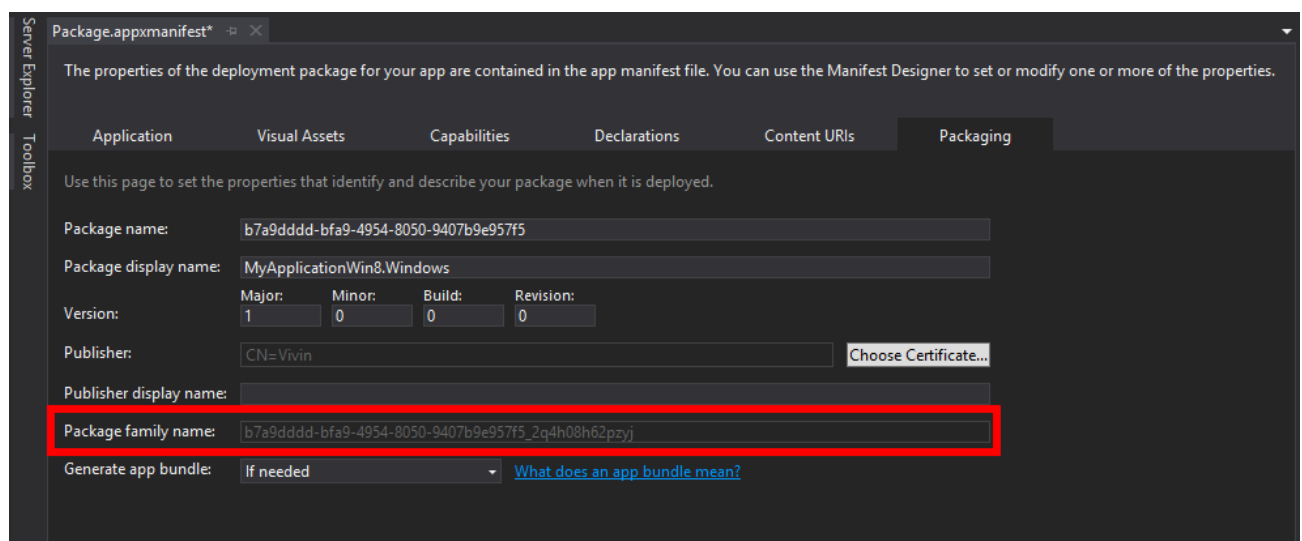 Server Explorer
Toolbox
Package.appxmanifest*
The properties of the deployment package for your app are contained in the app manifest file. You can use the Manifest Designer to set or modify one or more of the properties.
Application Visual Assets Capabilities Declarations Content URIs Packaging
Use this page to set the properties that identify and describe your package when it is deployed.
Package name: b7a9dddd-bfa9-4954-8050-9407b9e957f5
Package display name: MyApplicationWin8.Windows
Major: Minor: Build: Revision:
Version: 1 0 0 0
Publisher: CN=Vivin Choose Certificate...
Publisher display name:
Package family name: b7a9dddd-bfa9-4954-8050-9407b9e957f5_2q4h08h62pzyj
Generate app bundle: If needed What does an app bundle mean?